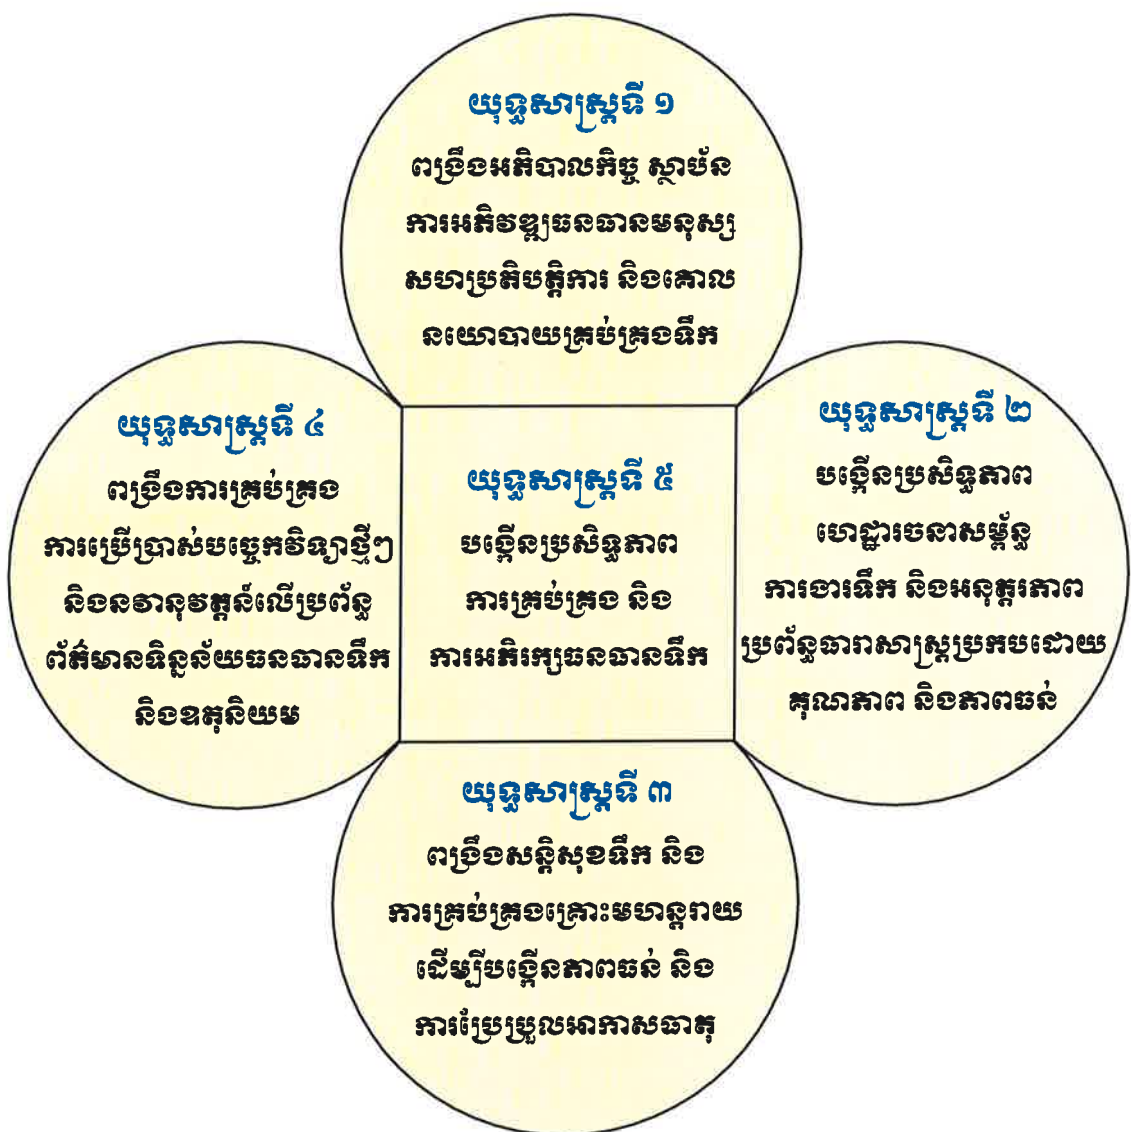 យុទ្ធសាស្ត្រទី ១
ពង្រឹងអភិបាលកិច្ច ស្ថាប័ន
ការអភិវឌ្ឍធនធានមនុស្ស
សហប្រតិបត្តិការ និងគោល
នយោបាយគ្រប់គ្រងទឹក
យុទ្ធសាស្ត្រទី ២
បង្កើនប្រសិទ្ធភាព
ហេដ្ឋារចនាសម្ព័ន្ធ
ការងារទឹក និងអនុត្តរភាព
ប្រព័ន្ធធារាសាស្ត្រប្រកបដោយ
គុណភាព និងភាពធន់
យុទ្ធសាស្ត្រទី ៣
ពង្រឹងសន្តិសុខទឹក និង
ការគ្រប់គ្រងគ្រោះមហន្តរាយ
ដើម្បីបង្កើនភាពធន់ និង
ការប្រែប្រួលអាកាសធាតុ
យុទ្ធសាស្ត្រទី ៤
ពង្រឹងការគ្រប់គ្រង
ការប្រើប្រាស់បច្ចេកវិទ្យាថ្មីៗ
និងនវានុវត្តន៍លើប្រព័ន្ធ
ព័ត៌មានទិន្នន័យធនធានទឹក
និងឧតុនិយម
យុទ្ធសាស្ត្រទី ៥
បង្កើនប្រសិទ្ធភាព
ការគ្រប់គ្រង និង
ការអភិរក្សធនធានទឹក